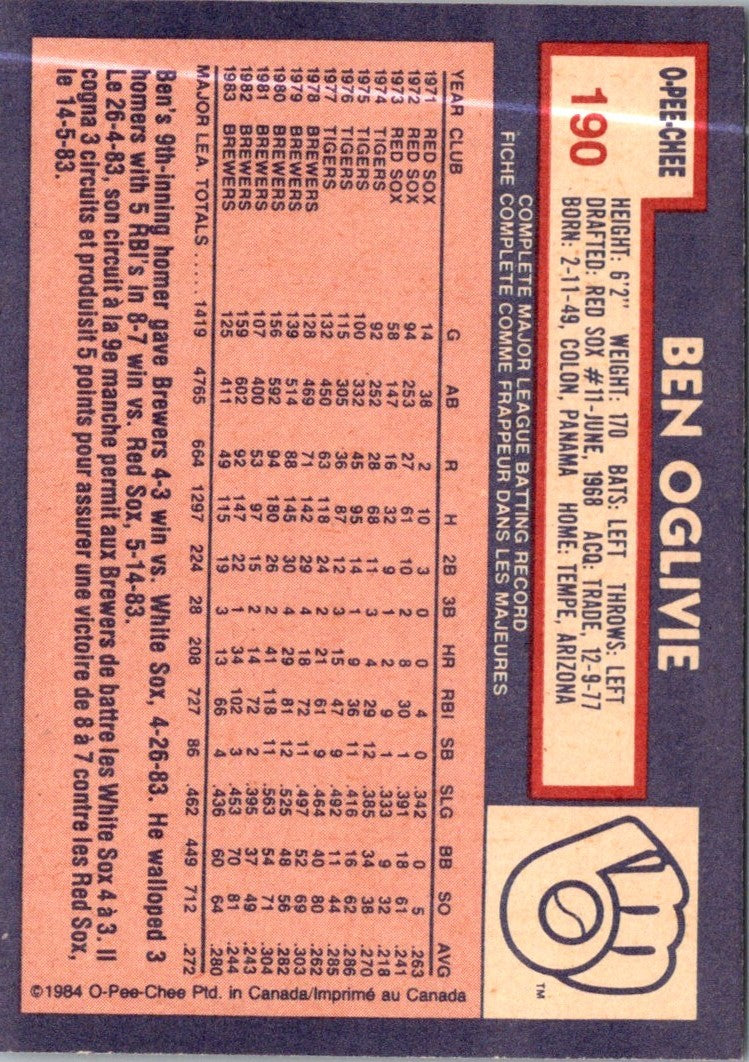 O-PEE-CHEE
190
BEN OGLIVIE
HEIGHT: 6'2" WEIGHT: 170 BATS: LEFT THROWS: LEFT
DRAFTED: RED SOX #11-JUNE, 1968 ACQ: TRADE, 12-9-77
BORN: 2-11-49, COLON, PANAMA HOME: TEMPE, ARIZONA
COMPLETE MAJOR LEAGUE BATTING RECORD
FICHE COMPLETE COMME FRAPPEUR DANS LES MAJEURES
YEAR CLUB G AB R H 2B 3B HR RBI SB SLG BB SO AVG
1971 RED SOX 14 38 2 10 3 0 0 4 0 .342 0 5 .263
1972 RED SOX 94 253 27 61 10 2 8 30 1 .391 18 61 .241
1973 RED SOX 58 147 16 32 9 1 2 9 1 .333 9 32 .218
1974 TIGERS 92 252 28 68 11 3 4 29 12 .385 34 38 .270
1975 TIGERS 100 332 45 95 14 1 9 36 11 .416 16 62 .286
1976 TIGERS 115 305 36 87 12 3 15 47 9 .492 11 44 .285
1977 TIGERS 132 450 63 118 24 2 21 61 9 .464 40 80 .262
1978 BREWERS 128 469 71 142 29 4 18 72 11 .497 52 69 .303
1979 BREWERS 139 514 88 145 30 4 29 81 12 .525 48 56 .282
1980 BREWERS 156 592 94 180 26 2 41 118 11 .563 54 71 .304
1981 BREWERS 107 400 53 97 15 2 14 72 2 .395 37 49 .243
1982 BREWERS 159 602 92 147 22 1 34 102 3 .453 70 81 .244
1983 BREWERS 125 411 49 115 19 3 13 66 4 .436 60 64 .280
MAJOR LEA. TOTALS ..... 1419 4765 664 1297 224 28 208 727 86 .462 449 712 .272
Ben's 9th-inning homer gave Brewers 4-3 win vs. White Sox, 4-26-83. He walloped 3
homers with 5 RBI's in 8-7 win vs. Red Sox, 5-14-83.
Le 26-4-83, son circuit à la 9e manche permit aux Brewers de battre les White Sox 4 à 3. Il
cogna 3 circuits et produisit 5 points pour assurer une victoire de 8 à 7 contre les Red Sox,
le 14-5-83.
©1984 O-Pee-Chee Ptd. in Canada/Imprimé au Canada
TM